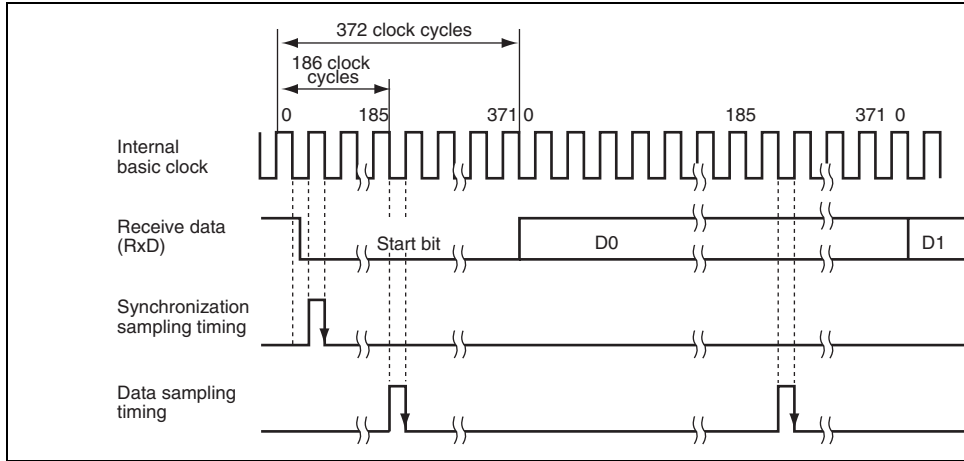 372 clock cycles
186 clock
cycles
0 185 371 0 185 371 0
Internal
basic clock
Receive data
(RxD)
Start bit D0 D1
Synchronization
sampling timing
Data sampling
timing